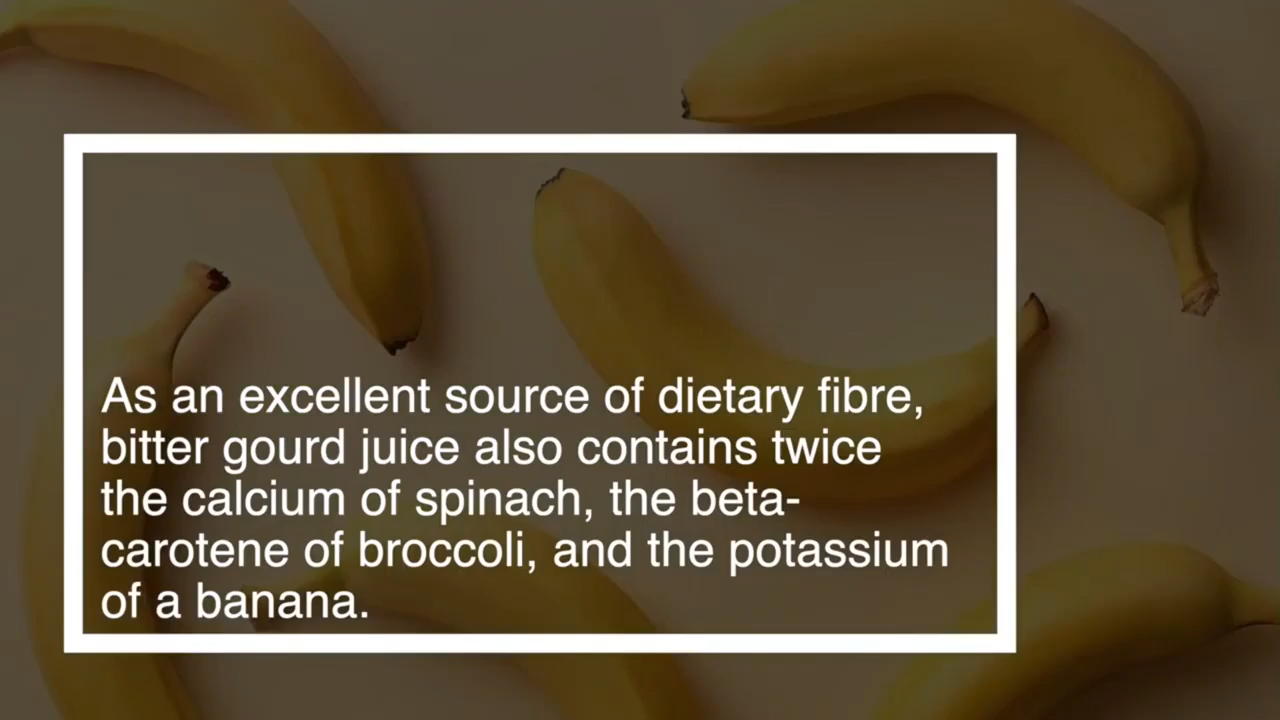 As an excellent source of dietary fibre,
bitter gourd juice also contains twice
the calcium of spinach, the beta-
carotene of broccoli, and the potassium
of a banana.